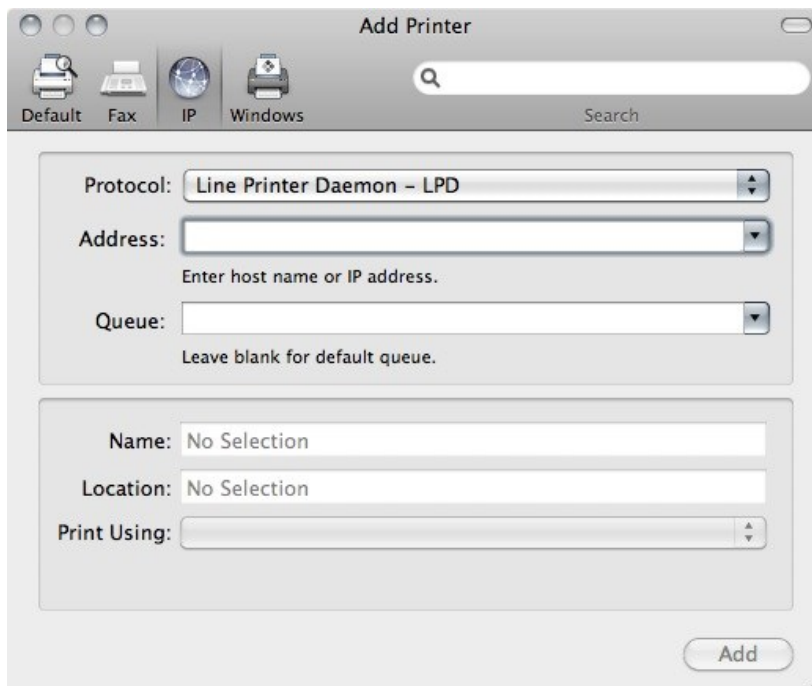 Add Printer
Default Fax IP Windows Search
Protocol: Line Printer Daemon – LPD
Address:
Enter host name or IP address.
Queue:
Leave blank for default queue.
Name: No Selection
Location: No Selection
Print Using:
Add